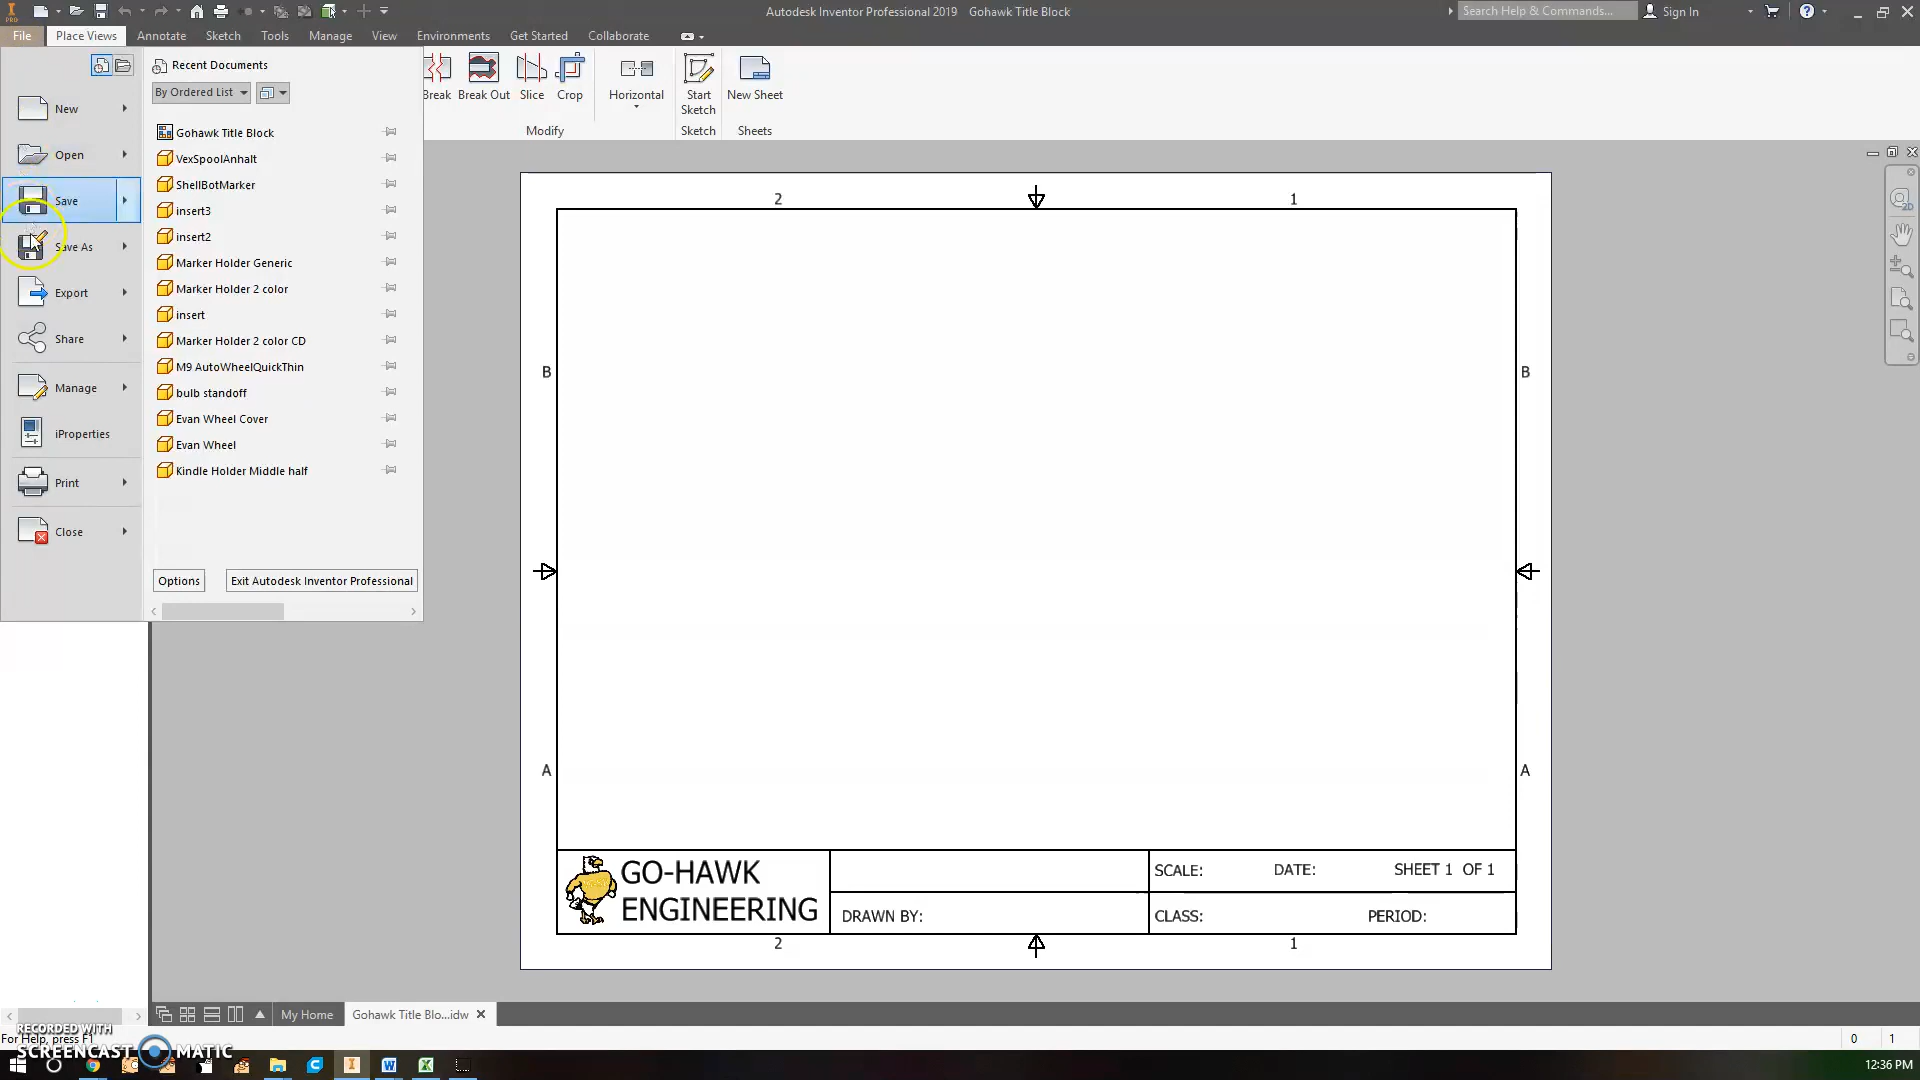 Autodesk Inventor Professional 2019 Gohawk Title Block
Search Help & Commands...
Sign In
File
Place Views
Annotate
Sketch
Tools
Manage
View
Environments
Get Started
Collaborate
PRO
Break
Break Out
Slice
Crop
Horizontal
Start
Sketch
New Sheet
Modify
Sketch
Sheets
Recent Documents
By Ordered List
New
Open
Save
Save As
Export
Share
Manage
iProperties
Print
Close
Gohawk Title Block
VexSpoolAnhalt
ShellBotMarker
insert3
insert2
Marker Holder Generic
Marker Holder 2 color
insert
Marker Holder 2 color CD
M9 AutoWheelQuickThin
bulb standoff
Evan Wheel Cover
Evan Wheel
Kindle Holder Middle half
Options
Exit Autodesk Inventor Professional
2
1
B
B
A
A
GO-HAWK
ENGINEERING
DRAWN BY:
SCALE:
DATE:
SHEET 1 OF 1
CLASS:
PERIOD:
2
1
2D
My Home
Gohawk Title Blo...idw
RECORDED WITH
For Help, press F1
SCREENCAST MATIC
0
1
12:36 PM